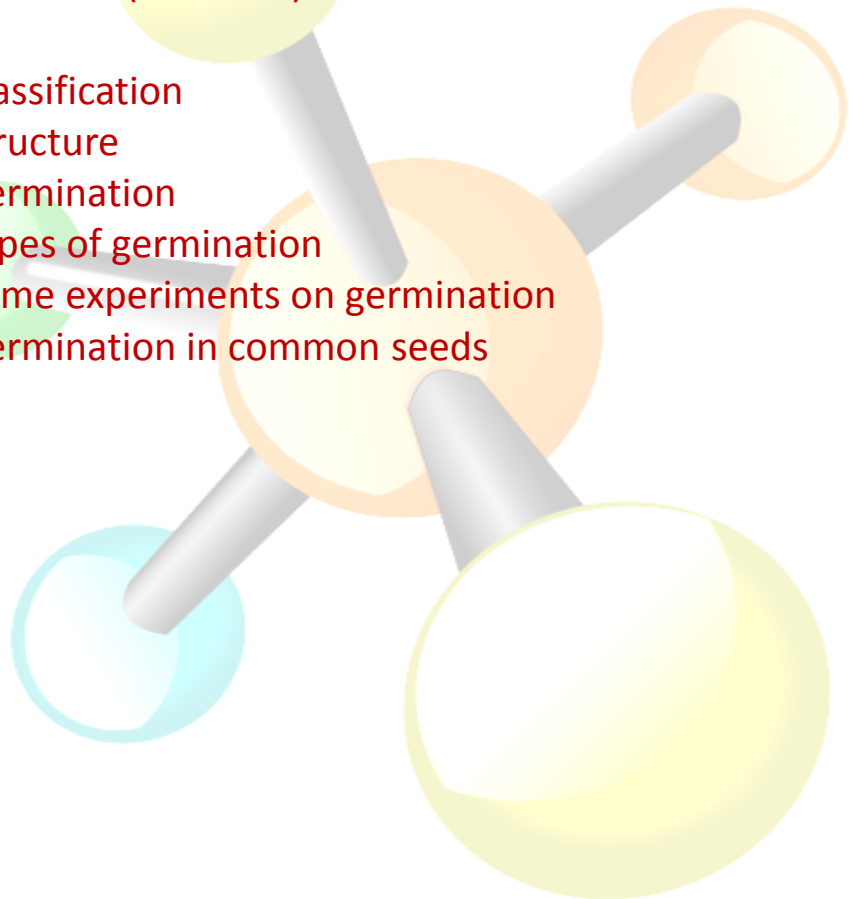 assification
ructure
ermination
pes of germination
me experiments on germination
ermination in common seeds